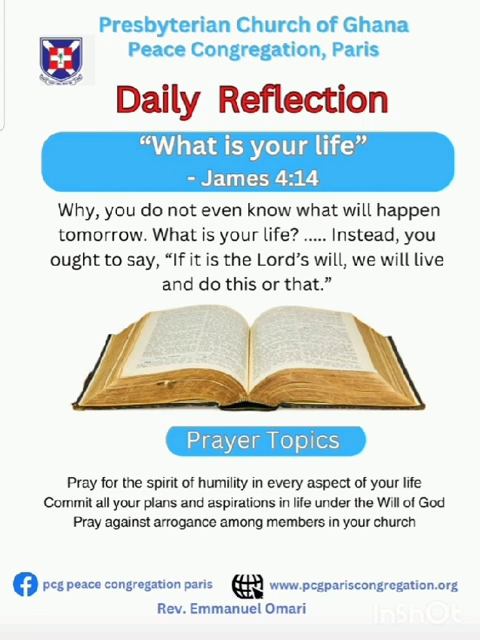 Presbyterian Church of Ghana
Peace Congregation, Paris
Daily Reflection
“What is your life”
- James 4:14
Why, you do not even know what will happen
tomorrow. What is your life? ..... Instead, you
ought to say, “If it is the Lord’s will, we will live
and do this or that.”
Prayer Topics
Pray for the spirit of humility in every aspect of your life
Commit all your plans and aspirations in life under the Will of God
Pray against arrogance among members in your church
pcg peace congregation paris
www.pcgpariscongregation.org
Rev. Emmanuel Omari
InShOt